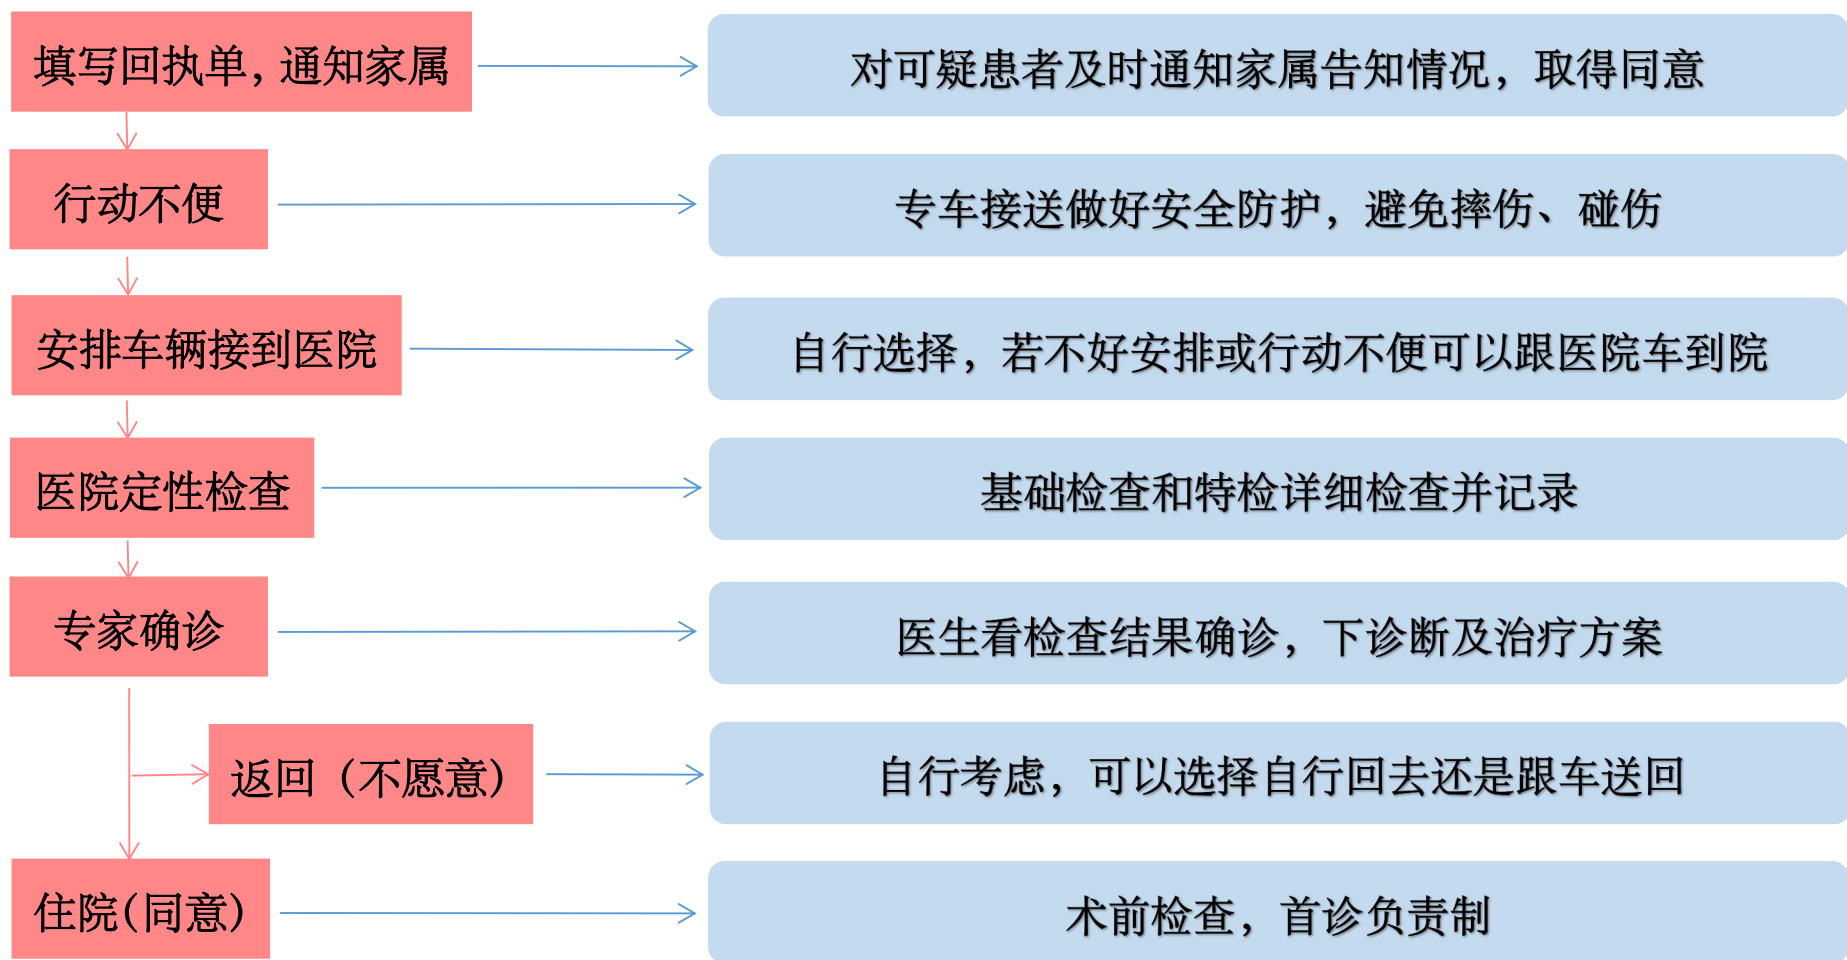 填写回执单，通知家属
对可疑患者及时通知家属告知情况，取得同意
行动不便
专车接送做好安全防护，避免摔伤、碰伤
安排车辆接到医院
自行选择，若不好安排或行动不便可以跟医院车到院
医院定性检查
基础检查和特检详细检查并记录
专家确诊
医生看检查结果确诊，下诊断及治疗方案
返回（不愿意）
自行考虑，可以选择自行回去还是跟车送回
住院(同意)
术前检查，首诊负责制